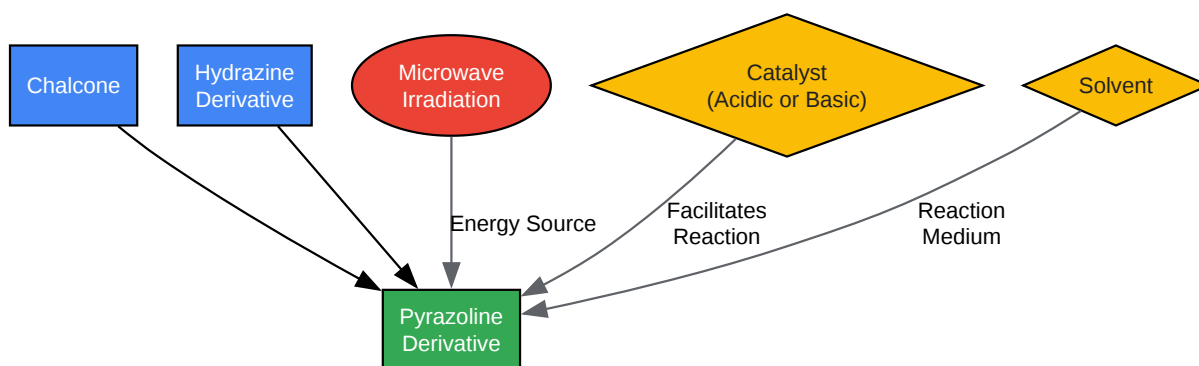 Chalcone
Hydrazine
Derivative
Microwave
Irradiation
Catalyst
(Acidic or Basic)
Solvent
Energy Source
Facilitates
Reaction
Reaction
Medium
Pyrazoline
Derivative